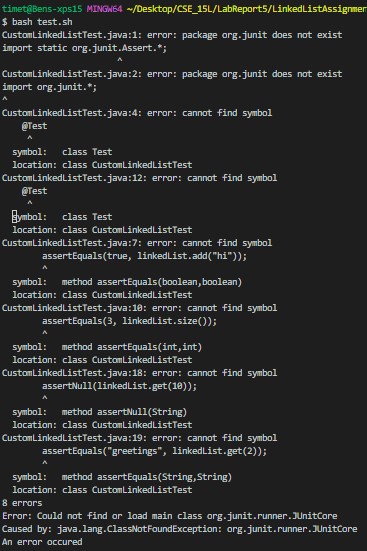 timet@Bens-xps15 MINGW64 ~/Desktop/CSE_15L/LabReport5/LinkedListAssignmen
$ bash test.sh
CustomLinkedListTest.java:1: error: package org.junit does not exist
import static org.junit.Assert.*;
^
CustomLinkedListTest.java:2: error: package org.junit does not exist
import org.junit.*;
^
CustomLinkedListTest.java:4: error: cannot find symbol
@Test
^
symbol: class Test
location: class CustomLinkedListTest
CustomLinkedListTest.java:12: error: cannot find symbol
@Test
^
symbol: class Test
location: class CustomLinkedListTest
CustomLinkedListTest.java:7: error: cannot find symbol
assertEquals(true, linkedList.add("hi"));
^
symbol: method assertEquals(boolean,boolean)
location: class CustomLinkedListTest
CustomLinkedListTest.java:10: error: cannot find symbol
assertEquals(3, linkedList.size());
^
symbol: method assertEquals(int,int)
location: class CustomLinkedListTest
CustomLinkedListTest.java:18: error: cannot find symbol
assertNull(linkedList.get(10));
^
symbol: method assertNull(String)
location: class CustomLinkedListTest
CustomLinkedListTest.java:19: error: cannot find symbol
assertEquals("greetings", linkedList.get(2));
^
symbol: method assertEquals(String,String)
location: class CustomLinkedListTest
8 errors
Error: Could not find or load main class org.junit.runner.JUnitCore
Caused by: java.lang.ClassNotFoundException: org.junit.runner.JUnitCore
An error occured